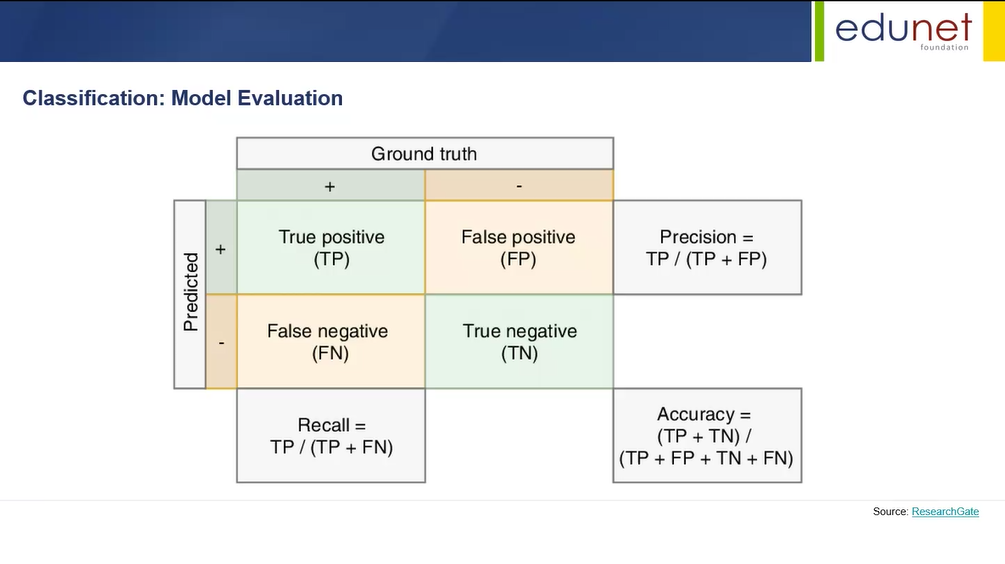 edunet
foundation
Classification: Model Evaluation
Ground truth
+
-
Predicted
+
True positive
(TP)
False positive
(FP)
Precision =
TP / (TP + FP)
-
False negative
(FN)
True negative
(TN)
Recall =
TP / (TP + FN)
Accuracy =
(TP + TN) /
(TP + FP + TN + FN)
Source: ResearchGate